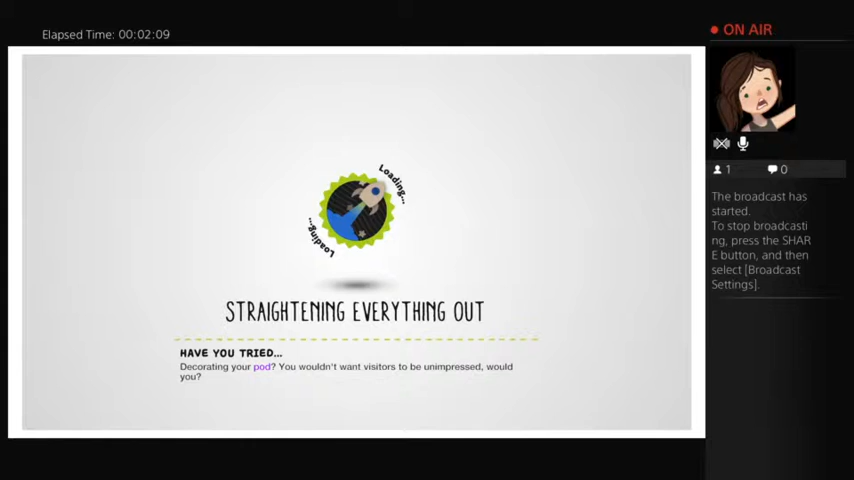 Elapsed Time: 00:02:09
ON AIR
Loading...
Loading...
STRAIGHTENING EVERYTHING OUT
HAVE YOU TRIED...
Decorating your pod? You wouldn't want visitors to be unimpressed, would
you?
1 0
The broadcast has
started.
To stop broadcasti
ng, press the SHAR
E button, and then
select [Broadcast
Settings].